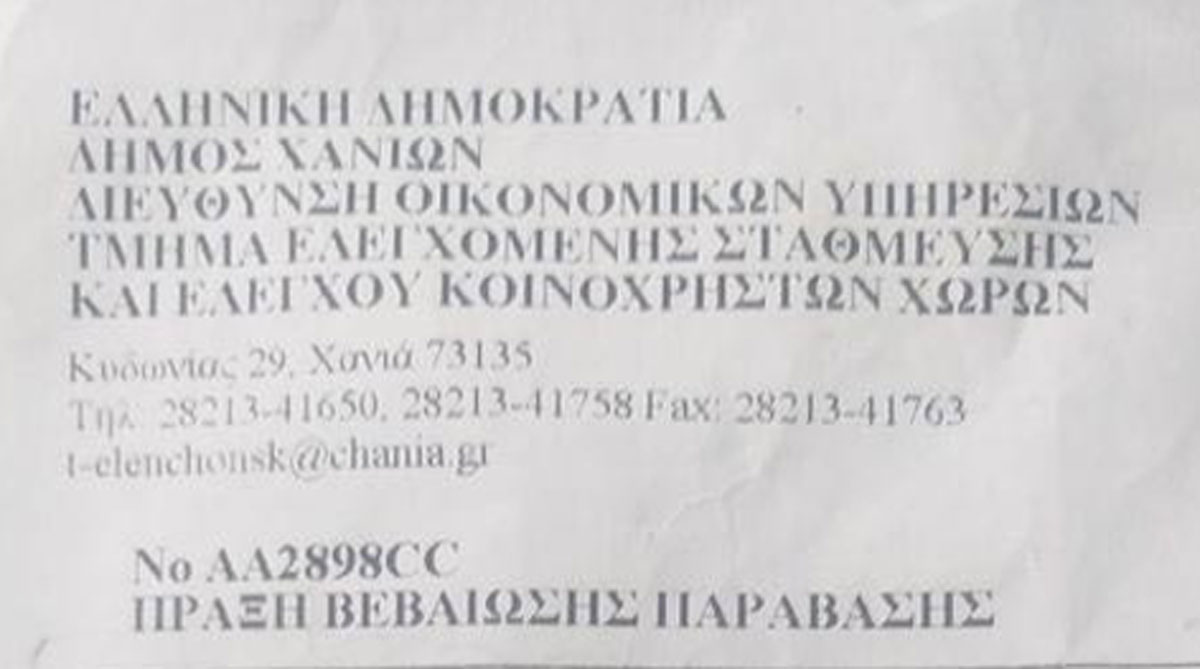 ΕΛΛΗΝΙΚΗ ΔΗΜΟΚΡΑΤΙΑ
ΔΗΜΟΣ ΧΑΝΙΩΝ
ΔΙΕΥΘΥΝΣΗ ΟΙΚΟΝΟΜΙΚΩΝ ΥΠΗΡΕΣΙΩΝ
ΤΜΗΜΑ ΕΛΕΓΧΟΜΕΝΗΣ ΣΤΑΘΜΕΥΣΗΣ
ΚΑΙ ΕΛΕΓΧΟΥ ΚΟΙΝΟΧΡΗΣΤΩΝ ΧΩΡΩΝ
Κυδωνίας 29, Χανιά 73135
Τηλ: 28213-41650, 28213-41758 Fax: 28213-41763
t-elenchonsk@chania.gr
No AA2898CC
ΠΡΑΞΗ ΒΕΒΑΙΩΣΗΣ ΠΑΡΑΒΑΣΗΣ